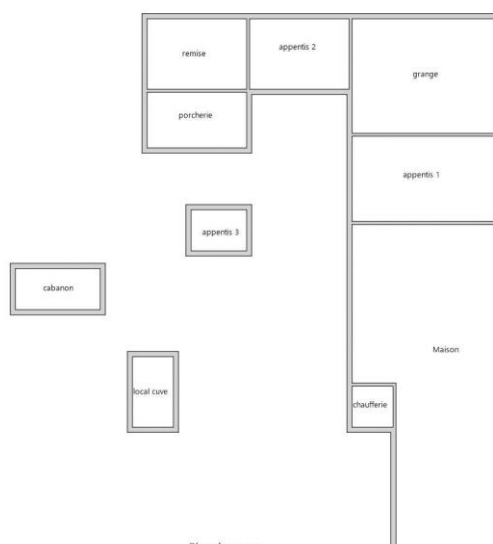 remise
appentis 2
grange
porcherie
appentis 1
appentis 3
cabanon
Maison
local cuve
chaufferie